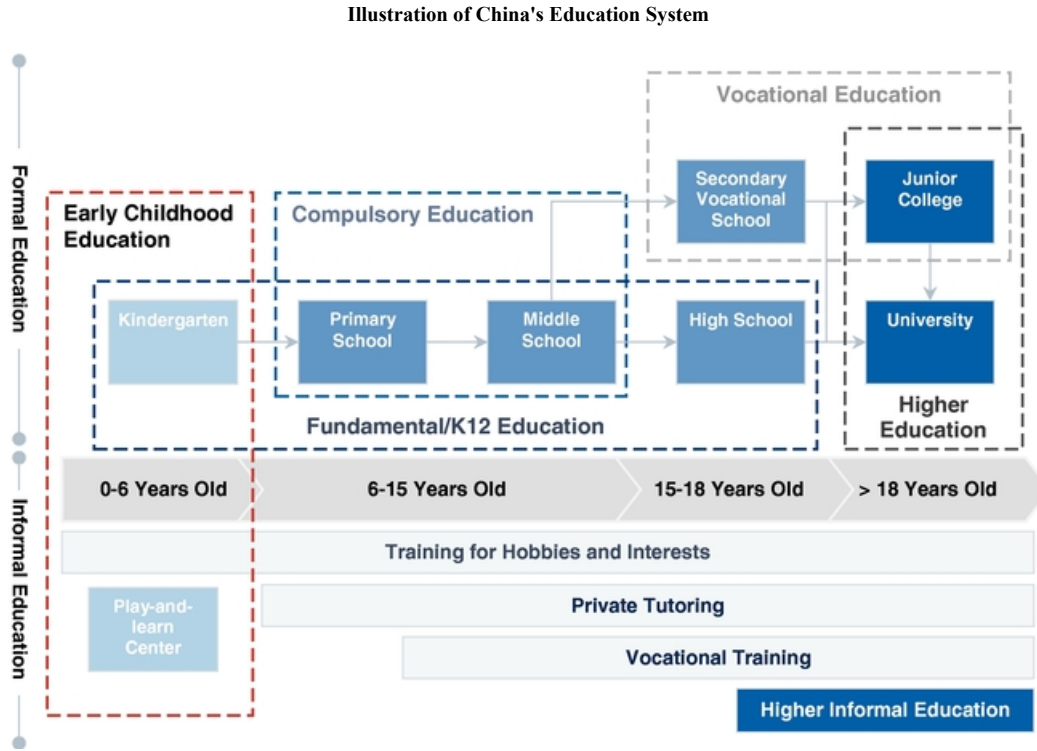 Illustration of China's Education System
Formal Education
Informal Education
Vocational Education
Secondary
Vocational
School
Junior
College
Early Childhood
Education
Compulsory Education
Kindergarten
Primary
School
Middle
School
High School
University
Fundamental/K12 Education
Higher
Education
0-6 Years Old
6-15 Years Old
15-18 Years Old
> 18 Years Old
Training for Hobbies and Interests
Play-and-
learn
Center
Private Tutoring
Vocational Training
Higher Informal Education